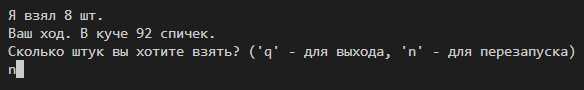 Я взял 8 шт.
Ваш ход. В куче 92 спичек.
Сколько штук вы хотите взять? ('q' - для выхода, 'n' - для перезапуска)
n